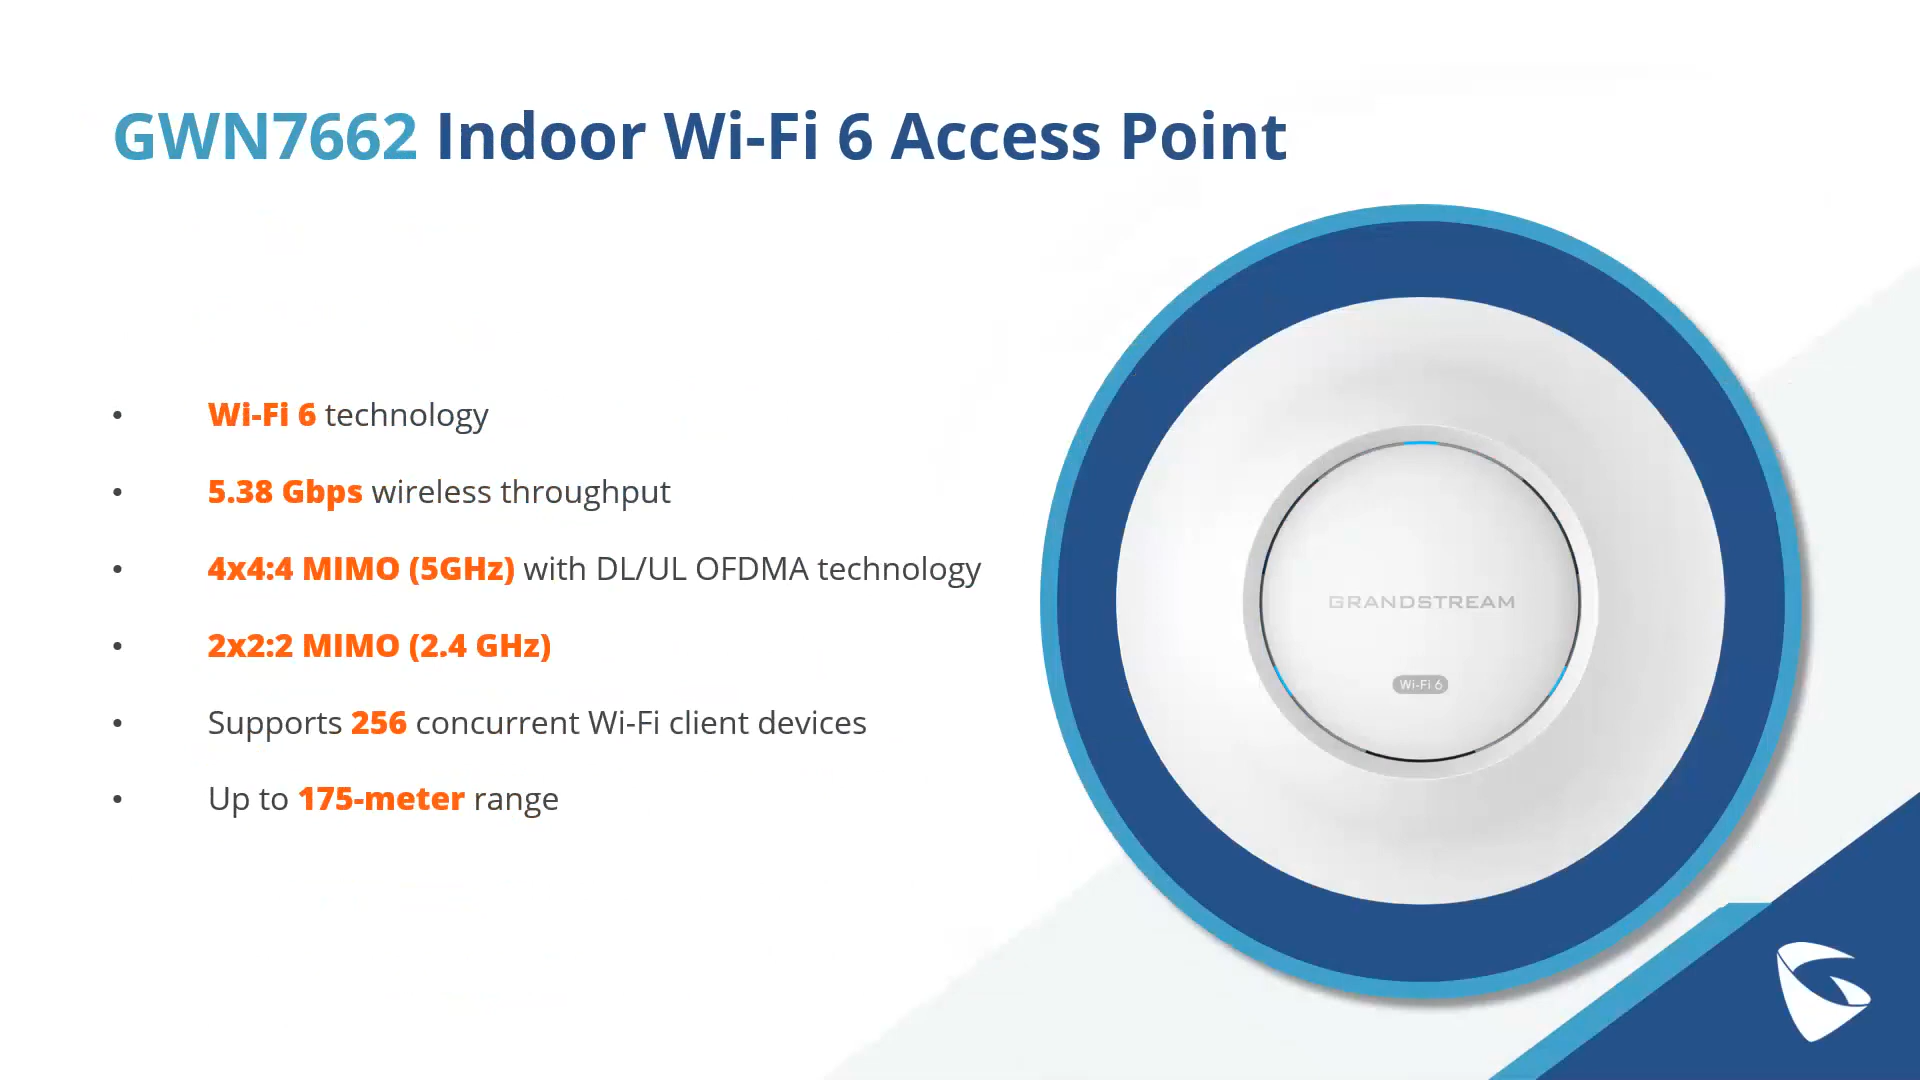 GWN7662 Indoor Wi-Fi 6 Access Point
• Wi-Fi 6 technology
• 5.38 Gbps wireless throughput
• 4x4:4 MIMO (5GHz) with DL/UL OFDMA technology
• 2x2:2 MIMO (2.4 GHz)
• Supports 256 concurrent Wi-Fi client devices
• Up to 175-meter range
GRANDSTREAM
Wi-Fi 6